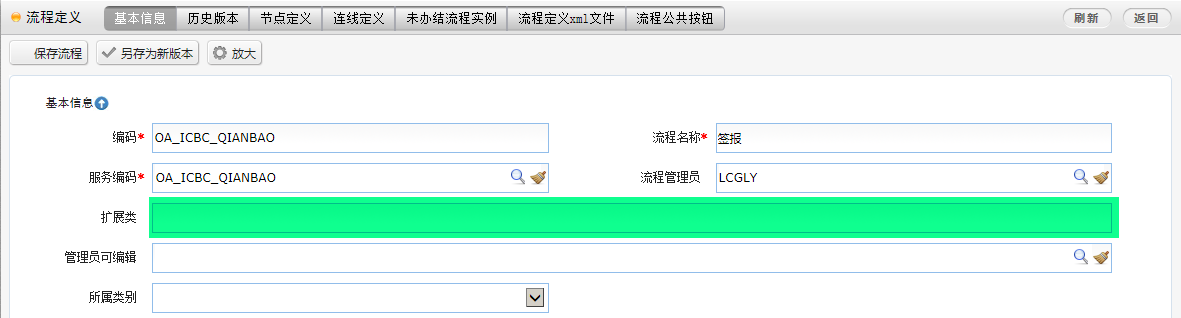 流程定义 基本信息 历史版本 节点定义 连线定义 未办结流程实例 流程定义xml文件 流程公共按钮 刷新 返回
保存流程 另存为新版本 放大
基本信息
编码* OA_ICBC_QIANBAO 流程名称* 签报
服务编码* OA_ICBC_QIANBAO 流程管理员 LCGLY
扩展类
管理员可编辑
所属类别